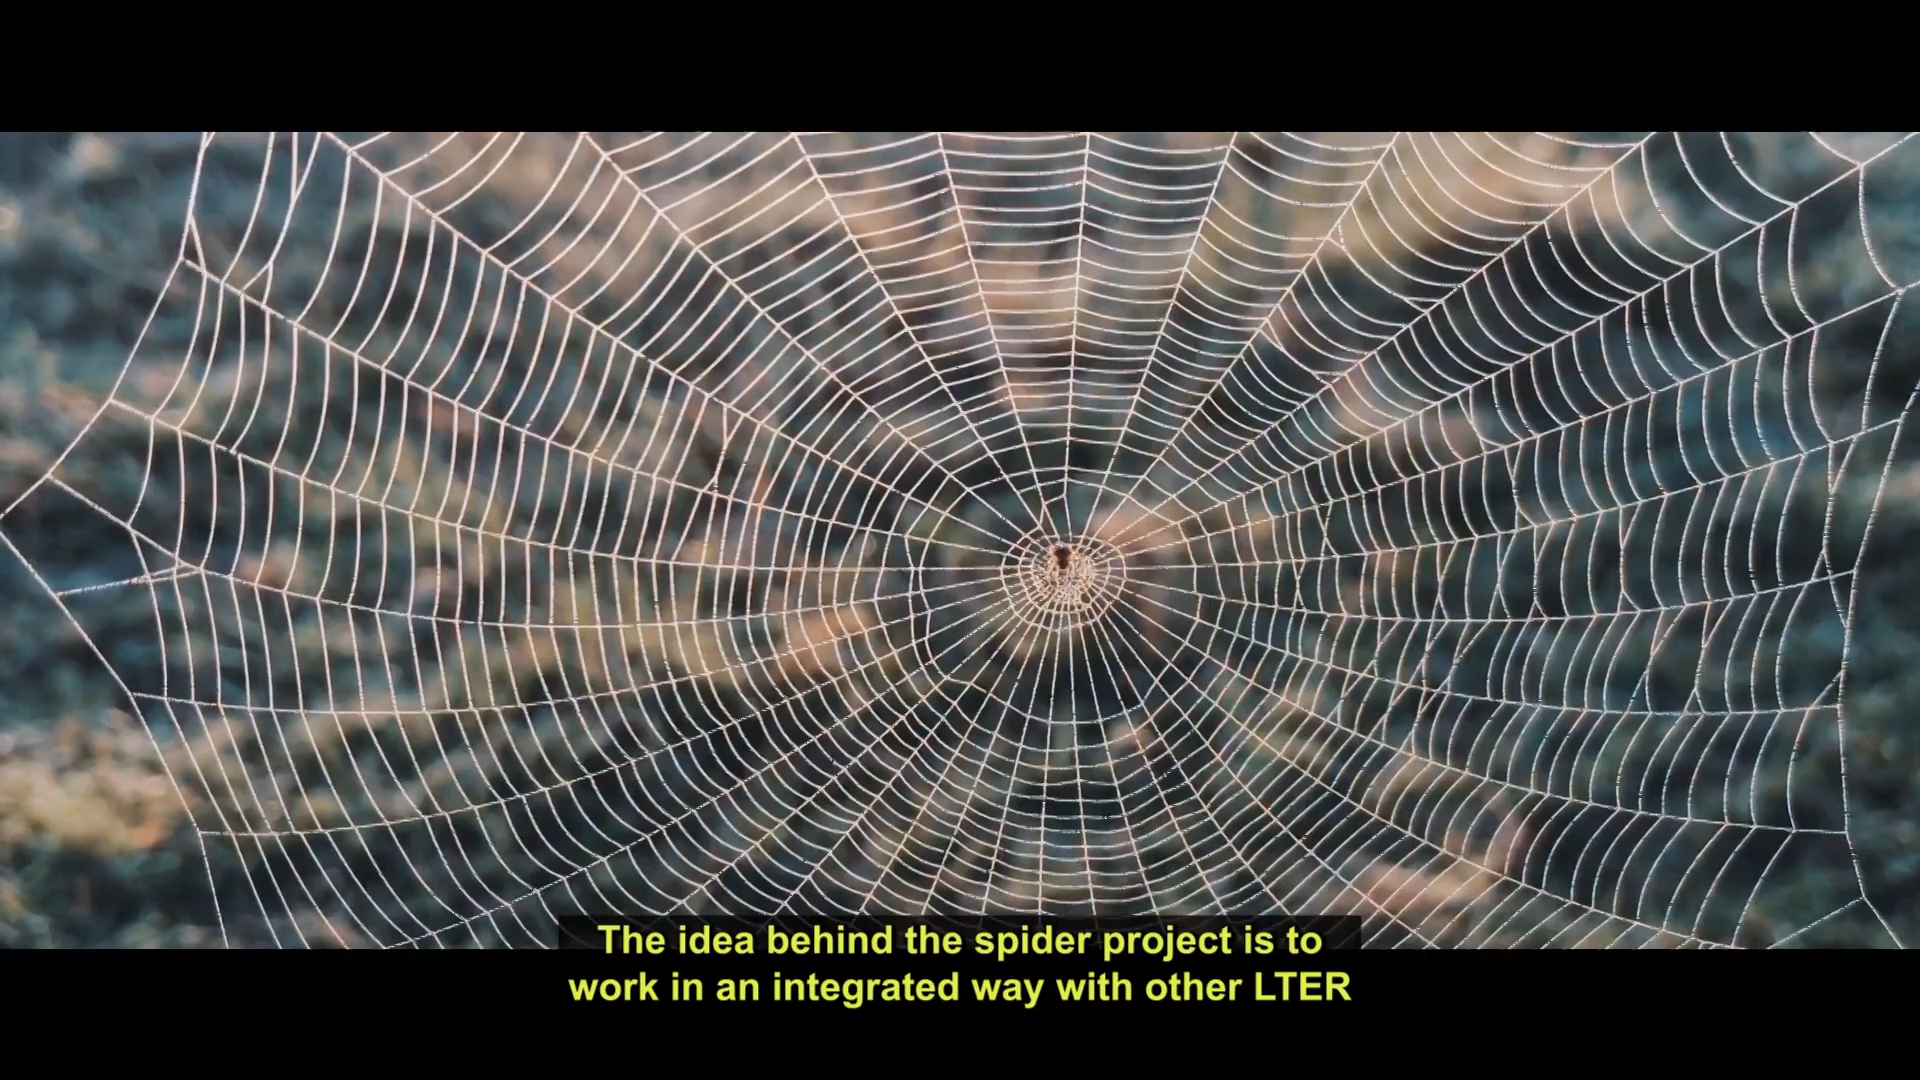 The idea behind the spider project is to
work in an integrated way with other LTER